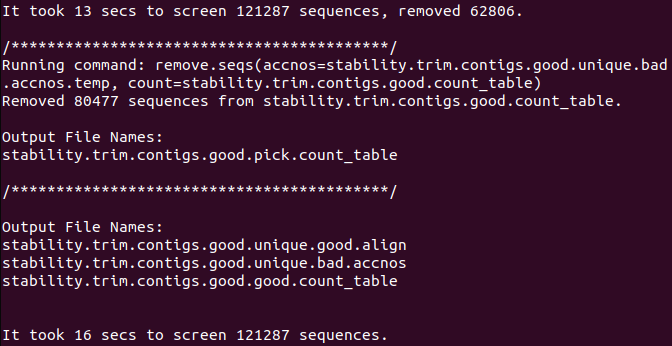 It took 13 secs to screen 121287 sequences, removed 62806.
/******************************************/
Running command: remove.seqs(accnos=stability.trim.contigs.good.unique.bad
.accnos.temp, count=stability.trim.contigs.good.count_table)
Removed 80477 sequences from stability.trim.contigs.good.count_table.
Output File Names:
stability.trim.contigs.good.pick.count_table
/******************************************/
Output File Names:
stability.trim.contigs.good.unique.good.align
stability.trim.contigs.good.unique.bad.accnos
stability.trim.contigs.good.good.count_table
It took 16 secs to screen 121287 sequences.